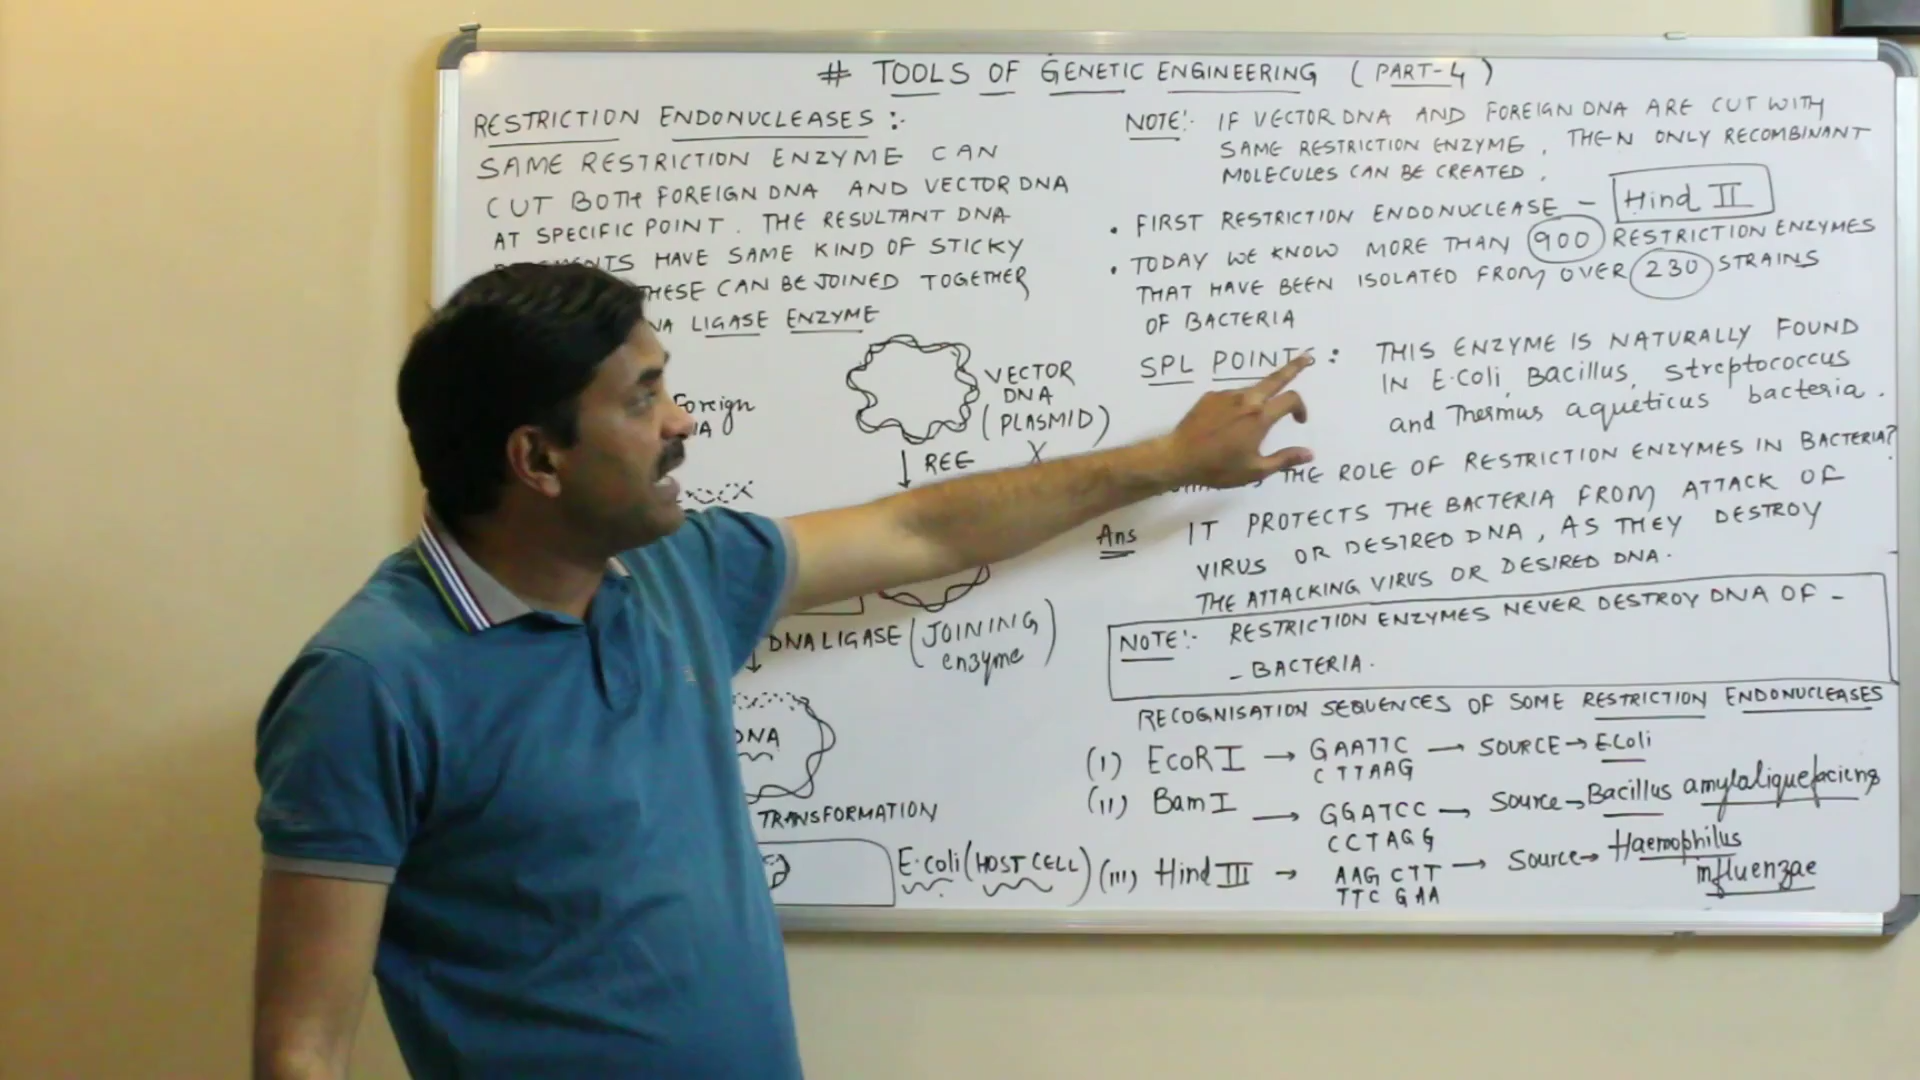 # TOOLS OF GENETIC ENGINEERING (PART-4)
RESTRICTION ENDONUCLEASES :-
SAME RESTRICTION ENZYME CAN
CUT BOTH FOREIGN DNA AND VECTOR DNA
AT SPECIFIC POINT. THE RESULTANT DNA
HAVE SAME KIND OF STICKY
THESE CAN BE JOINED TOGETHER
LIGASE ENZYME
Foreign
VECTOR
DNA
(PLASMID)
REE
DNA LIGASE (JOINING
enzyme)
DNA
TRANSFORMATION
E.coli (HOST CELL)
NOTE:- IF VECTOR DNA AND FOREIGN DNA ARE CUT WITH
SAME RESTRICTION ENZYME, THEN ONLY RECOMBINANT
MOLECULES CAN BE CREATED.
• FIRST RESTRICTION ENDONUCLEASE - Hind II
• TODAY WE KNOW MORE THAN 900 RESTRICTION ENZYMES
THAT HAVE BEEN ISOLATED FROM OVER 230 STRAINS
OF BACTERIA
SPL POINTS : THIS ENZYME IS NATURALLY FOUND
IN E.Coli, Bacillus, Streptococcus
and Thermus aqueticus bacteria.
THE ROLE OF RESTRICTION ENZYMES IN BACTERIA?
Ans IT PROTECTS THE BACTERIA FROM ATTACK OF
VIRUS OR DESIRED DNA, AS THEY DESTROY
THE ATTACKING VIRUS OR DESIRED DNA.
NOTE:- RESTRICTION ENZYMES NEVER DESTROY DNA OF -
- BACTERIA.
RECOGNISATION SEQUENCES OF SOME RESTRICTION ENDONUCLEASES
(I) EcoR I → GAATTC — SOURCE → E.Coli
CTTAAG
(II) Bam I → GGATCC → Source → Bacillus amylaliquefaciens
CCTAGG
(III) Hind III → AAGCTT → Source → Haemophilus
TTCGAA influenzae